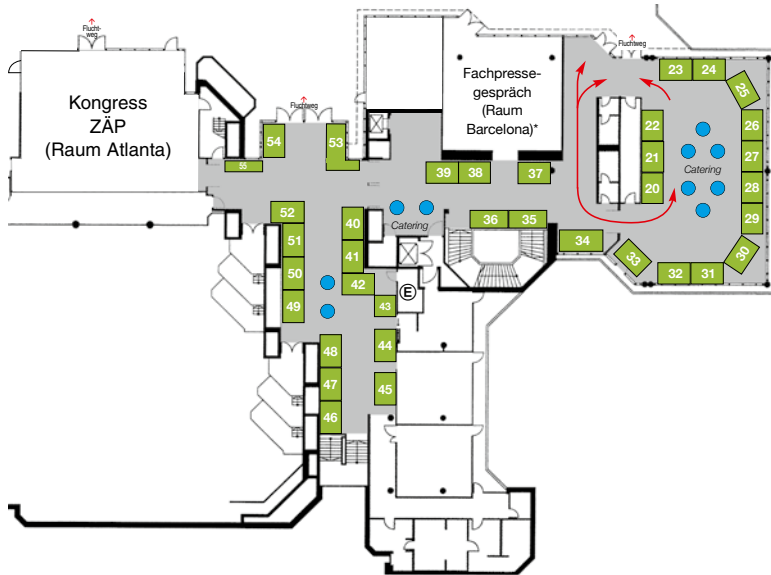 Flucht-
weg
Fluchtweg
Kongress
ZÄP
(Raum Atlanta)
Fachpresse-
gespräch
(Raum
Barcelona)*
Fluchtweg
23
24
25
54
53
22
26
21
27
55
39
38
37
Catering
20
28
52
40
36
35
29
Catering
51
41
34
33
30
50
42
E
32
31
49
43
48
44
47
45
46